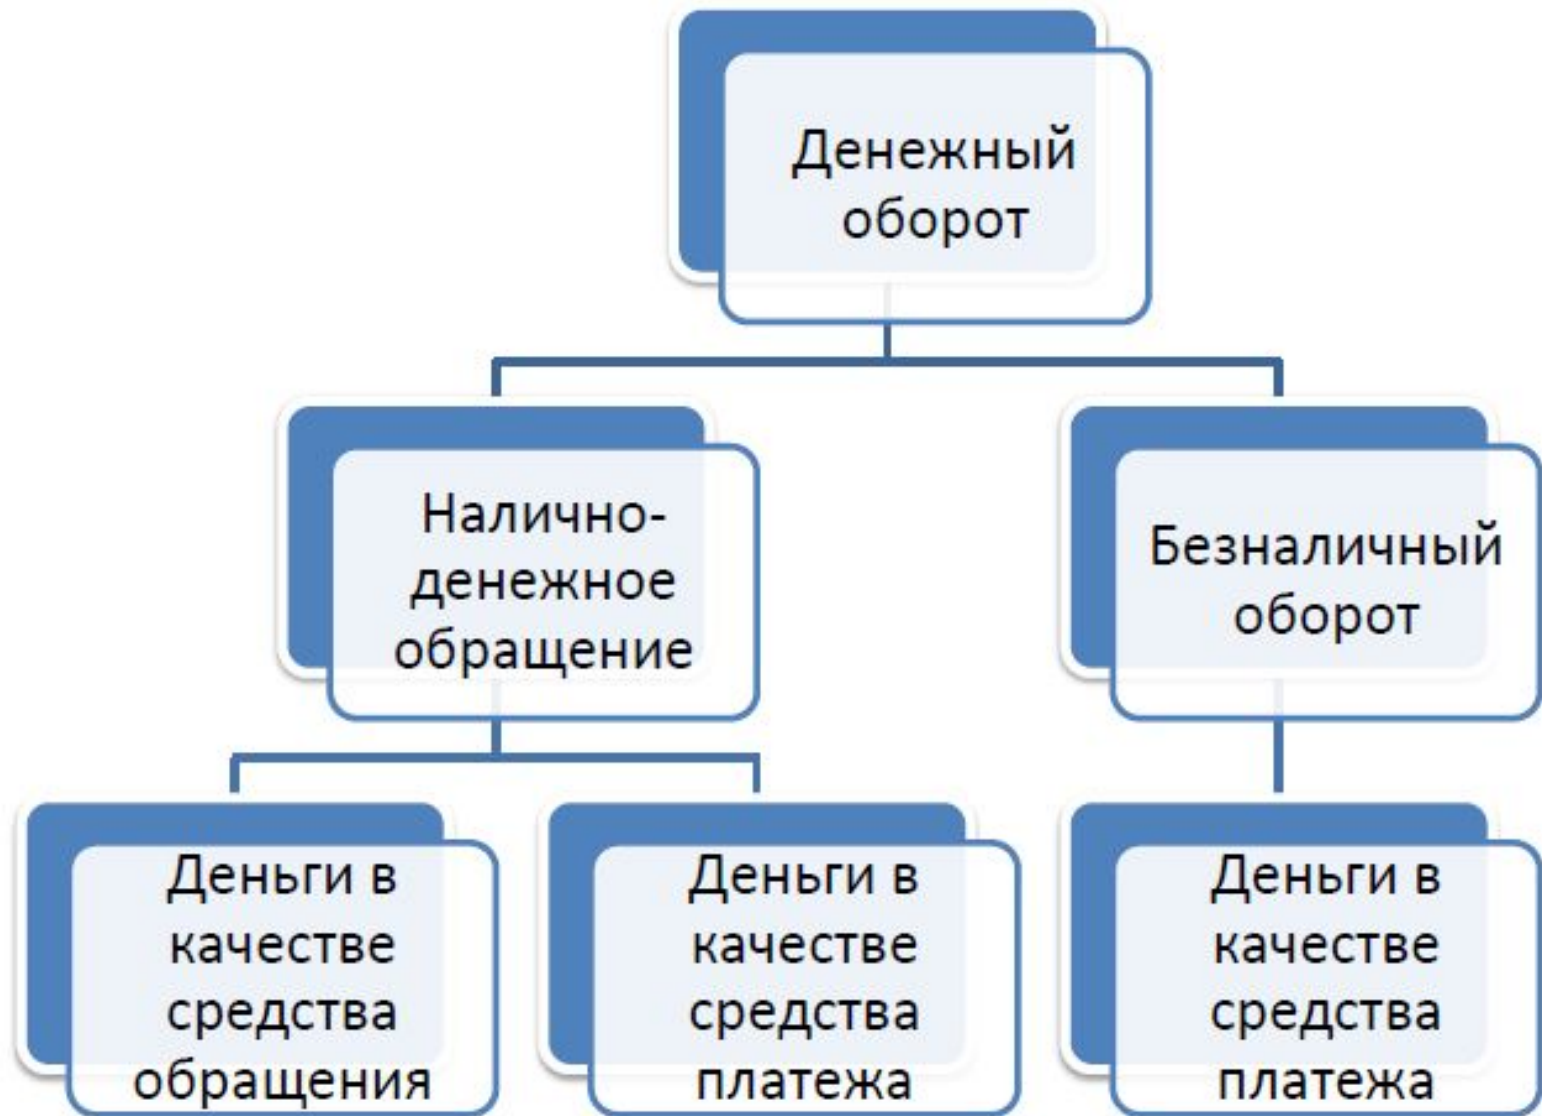 Денежный
оборот
Налично-
денежное
обращение
Безналичный
оборот
Деньги в
качестве
средства
обращения
Деньги в
качестве
средства
платежа
Деньги в
качестве
средства
платежа